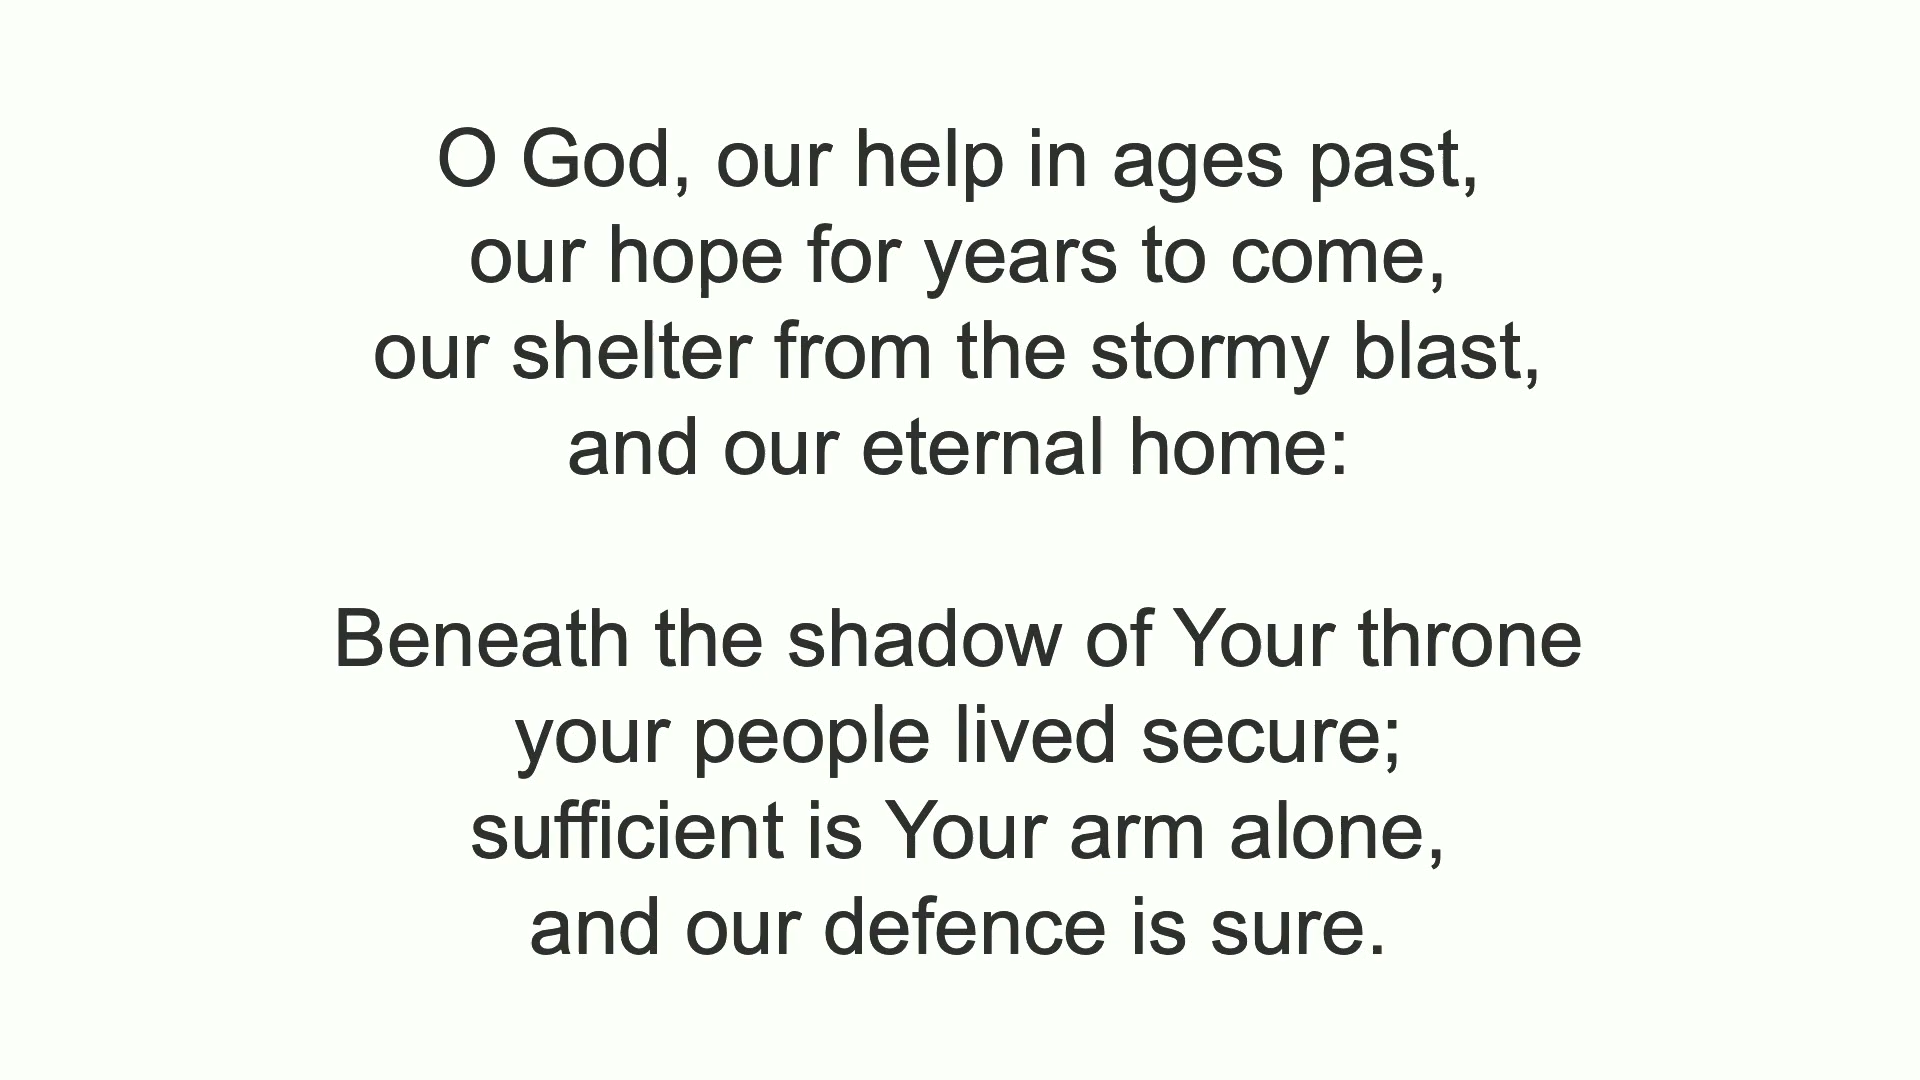 O God, our help in ages past,
our hope for years to come,
our shelter from the stormy blast,
and our eternal home:
Beneath the shadow of Your throne
your people lived secure;
sufficient is Your arm alone,
and our defence is sure.